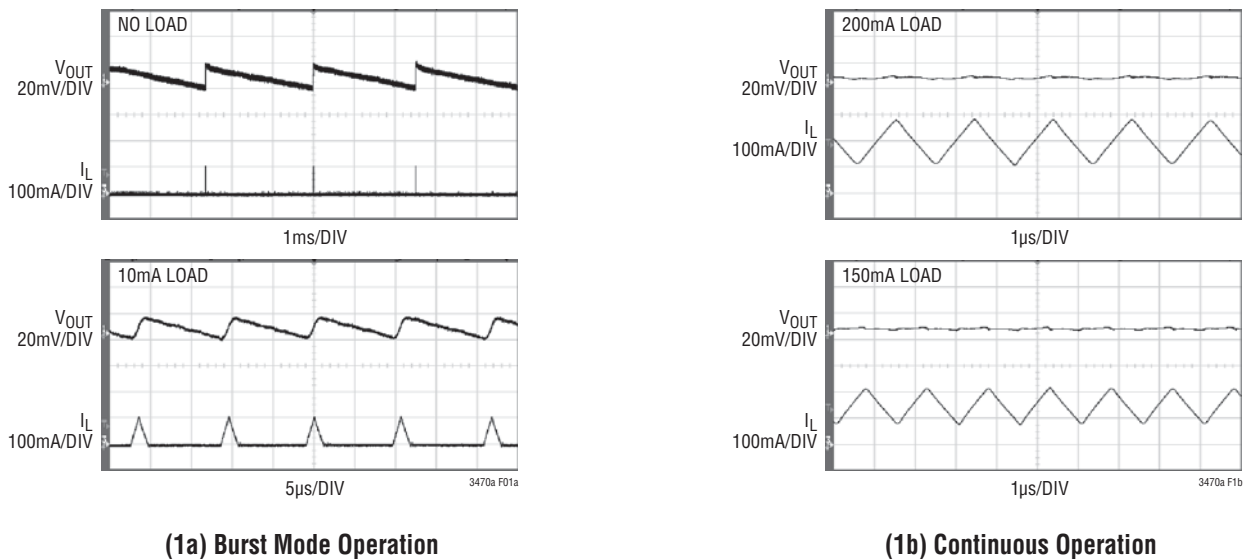 NO LOAD
V_OUT
20mV/DIV
I_L
100mA/DIV
1ms/DIV
10mA LOAD
V_OUT
20mV/DIV
I_L
100mA/DIV
5µs/DIV
3470a F01a
(1a) Burst Mode Operation
200mA LOAD
V_OUT
20mV/DIV
I_L
100mA/DIV
1µs/DIV
150mA LOAD
V_OUT
20mV/DIV
I_L
100mA/DIV
1µs/DIV
3470a F1b
(1b) Continuous Operation